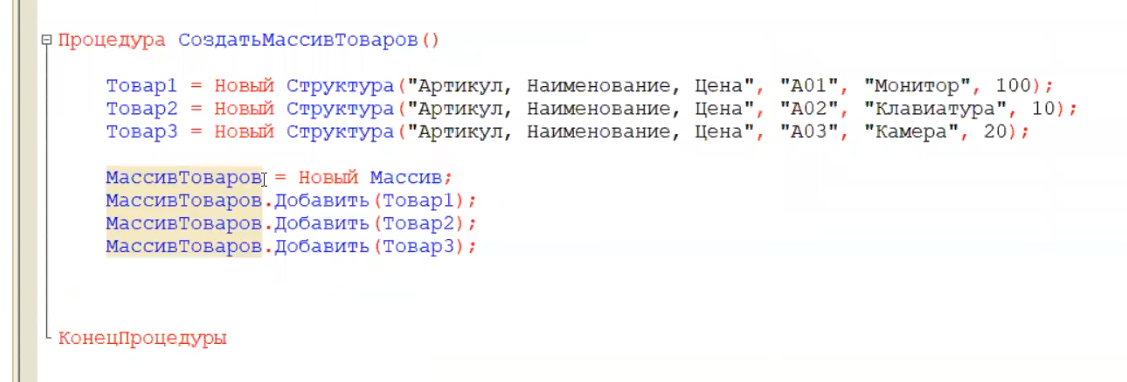 Процедура СоздатьМассивТоваров()
Товар1 = Новый Структура("Артикул, Наименование, Цена", "А01", "Монитор", 100);
Товар2 = Новый Структура("Артикул, Наименование, Цена", "А02", "Клавиатура", 10);
Товар3 = Новый Структура("Артикул, Наименование, Цена", "А03", "Камера", 20);
МассивТоваров = Новый Массив;
МассивТоваров.Добавить(Товар1);
МассивТоваров.Добавить(Товар2);
МассивТоваров.Добавить(Товар3);
КонецПроцедуры